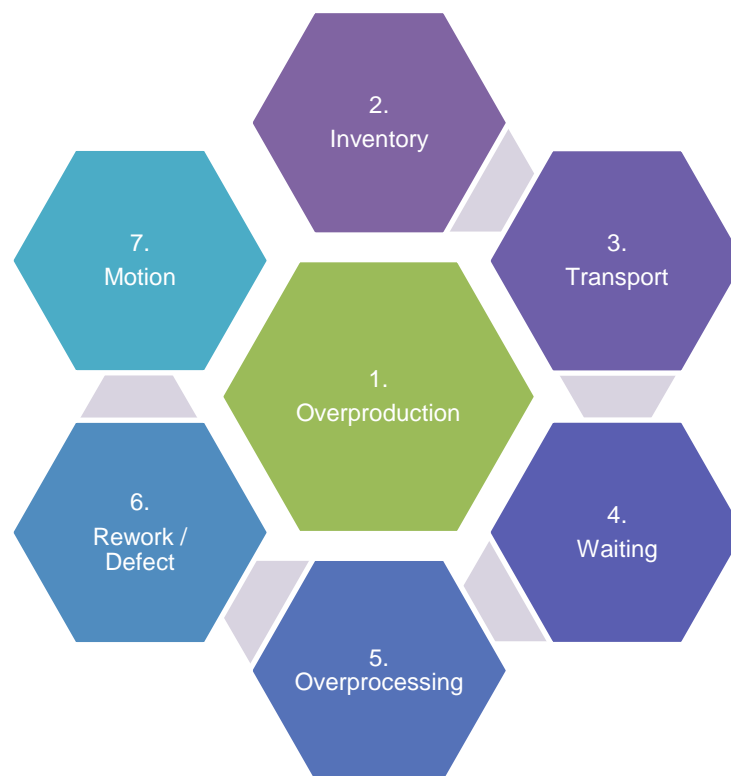 1.
Overproduction
2.
Inventory
3.
Transport
4.
Waiting
5.
Overprocessing
6.
Rework /
Defect
7.
Motion